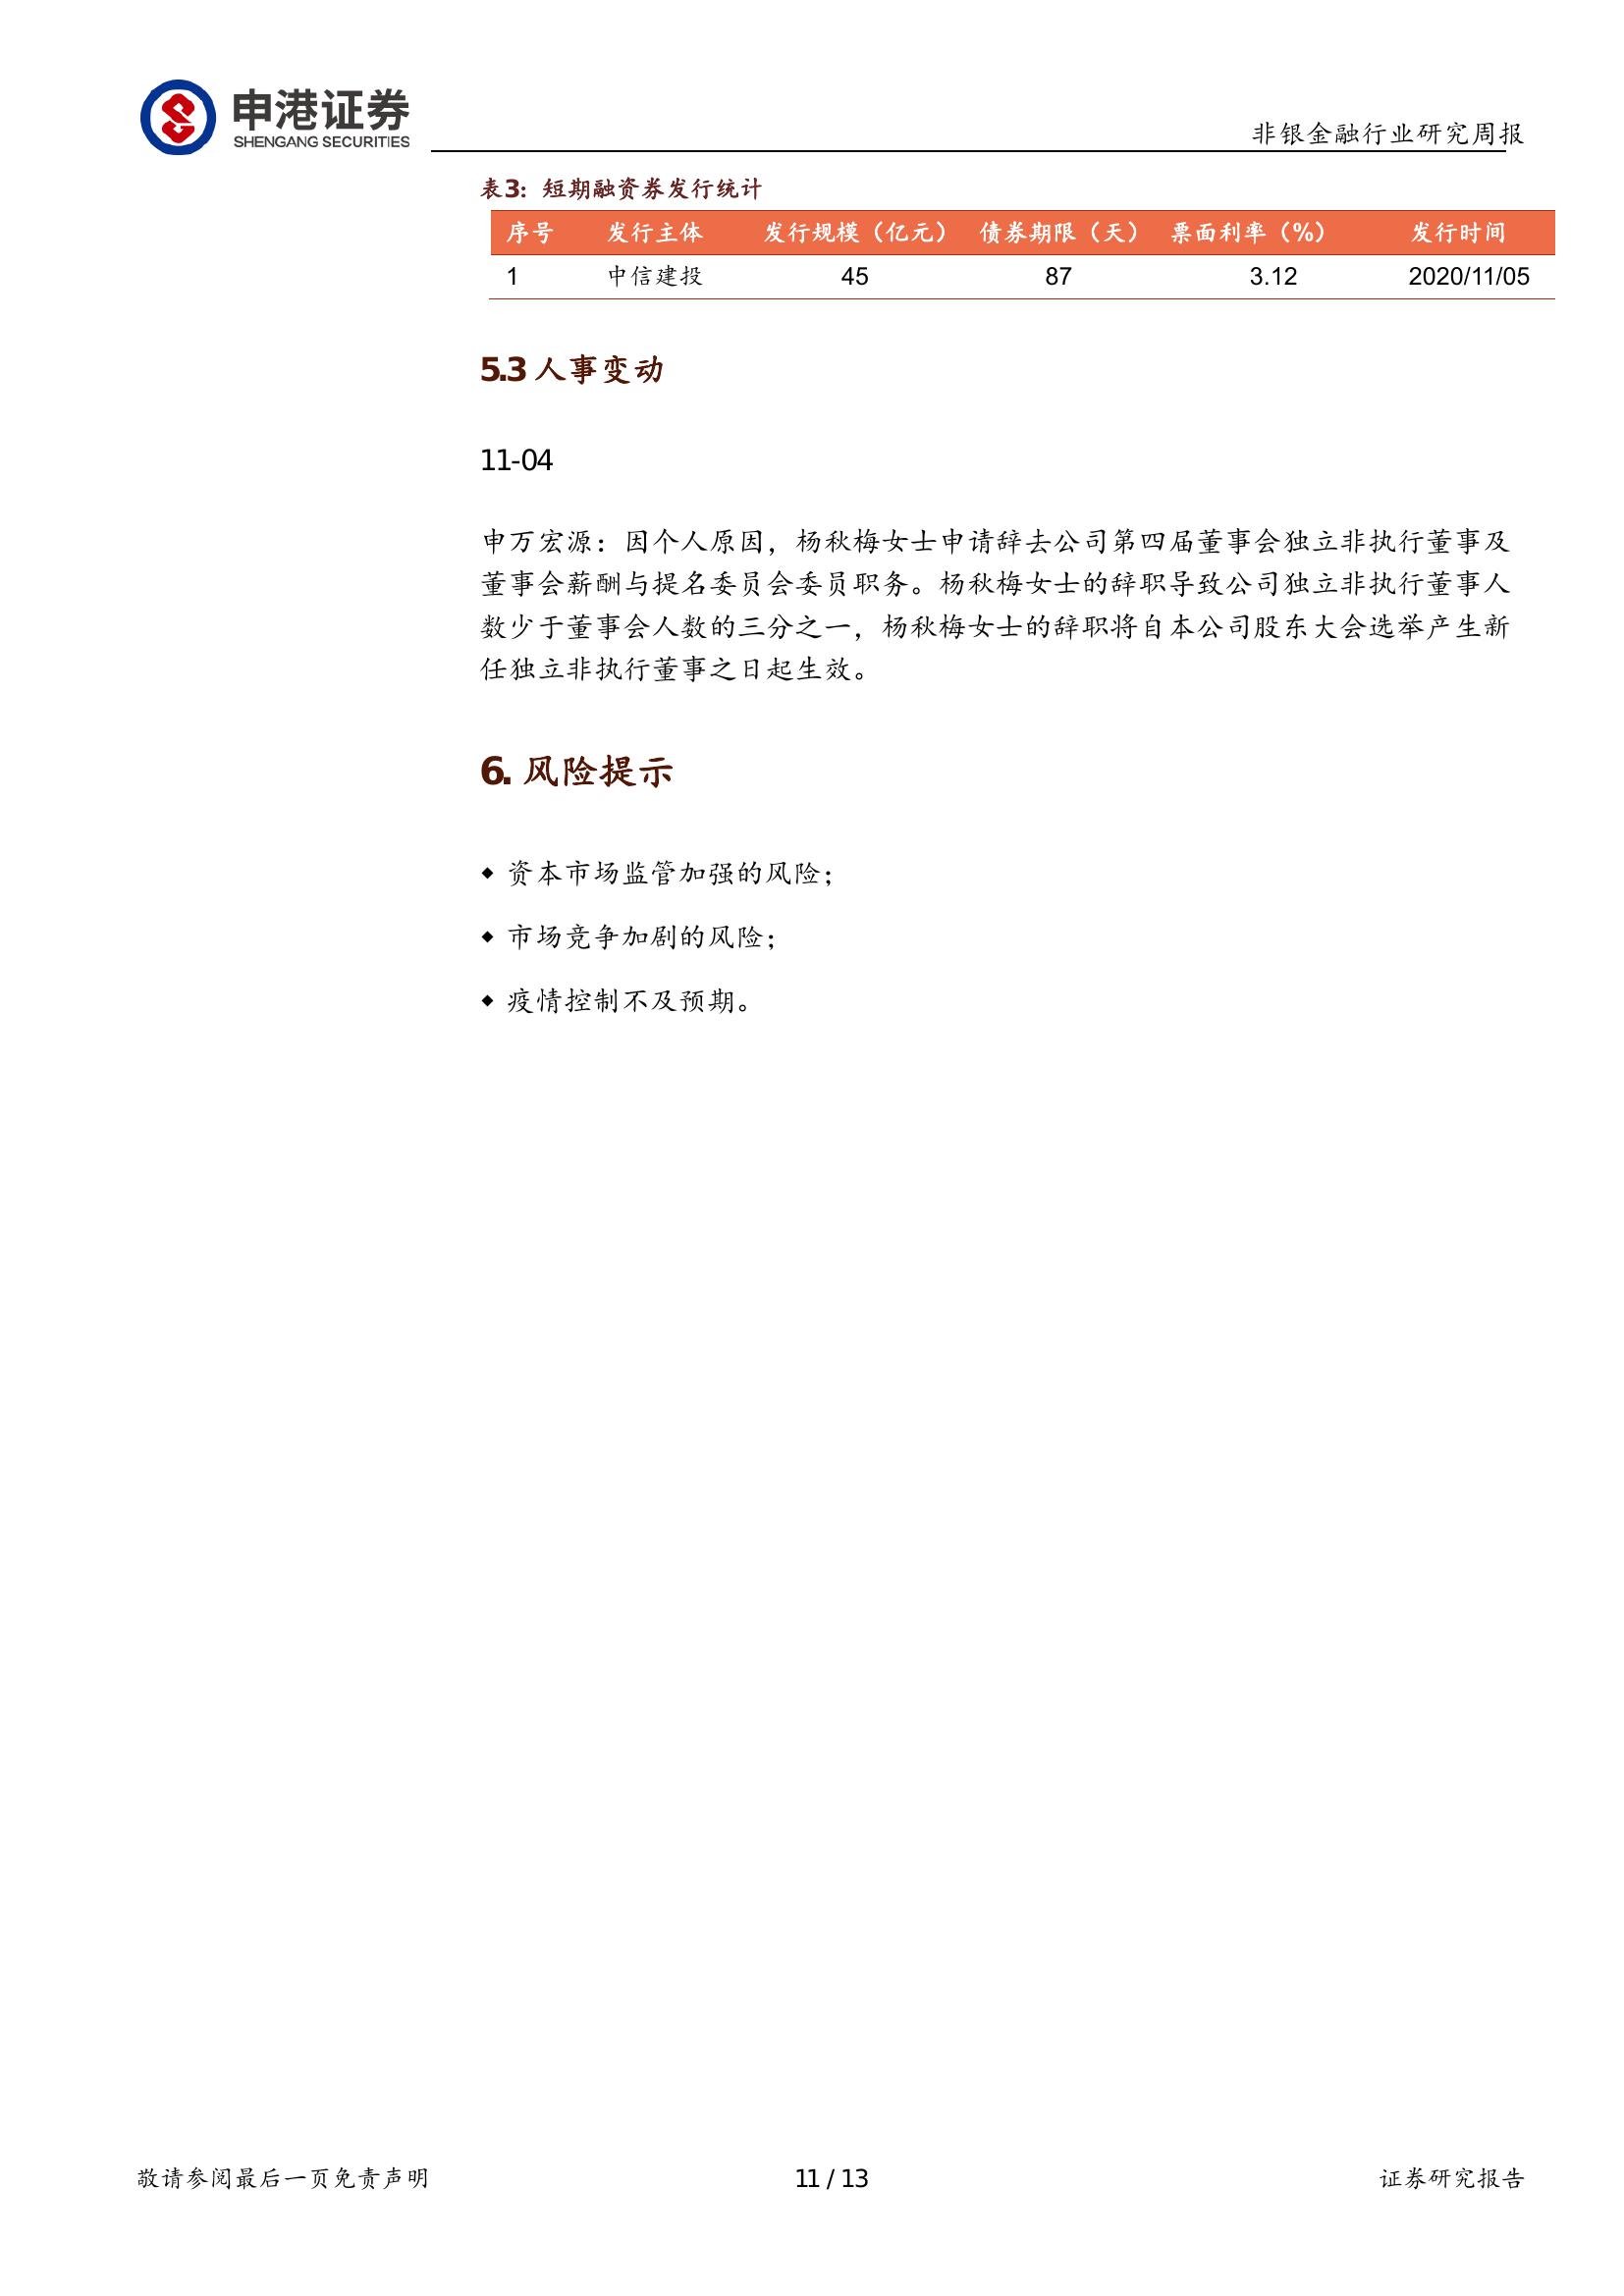 申港证券
SHENGANG SECURITIES
非银金融行业研究周报
表3：短期融资券发行统计
序号 发行主体 发行规模（亿元） 债券期限（天） 票面利率（%） 发行时间
1 中信建投 45 87 3.12 2020/11/05
5.3 人事变动
11-04
申万宏源：因个人原因，杨秋梅女士申请辞去公司第四届董事会独立非执行董事及
董事会薪酬与提名委员会委员职务。杨秋梅女士的辞职导致公司独立非执行董事人
数少于董事会人数的三分之一，杨秋梅女士的辞职将自本公司股东大会选举产生新
任独立非执行董事之日起生效。
6. 风险提示
◆ 资本市场监管加强的风险；
◆ 市场竞争加剧的风险；
◆ 疫情控制不及预期。
敬请参阅最后一页免责声明 11 / 13 证券研究报告